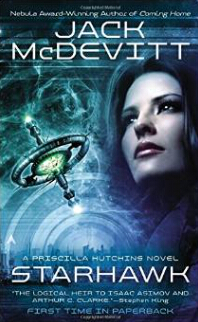 Nebula Award-Winning Author of Coming Home
JACK
McDEVITT
A PRISCILLA HUTCHINS NOVEL
STARHAWK
"THE LOGICAL HEIR TO ISAAC ASIMOV AND
ARTHUR C. CLARKE."—Stephen King
FIRST TIME IN PAPERBACK